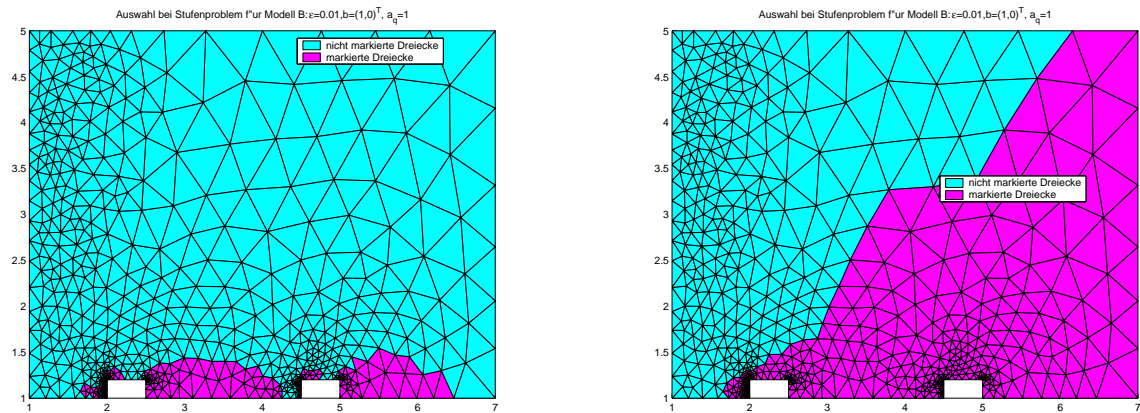 Auswahl bei Stufenproblem f"ur Modell B:ε=0.01,b=(1,0)ᵀ, a_q=1
5
4.5
4
3.5
3
2.5
2
1.5
1
1 2 3 4 5 6 7
nicht markierte Dreiecke
markierte Dreiecke
Auswahl bei Stufenproblem f"ur Modell B:ε=0.01,b=(1,0)ᵀ, a_q=1
5
4.5
4
3.5
3
2.5
2
1.5
1
1 2 3 4 5 6 7
nicht markierte Dreiecke
markierte Dreiecke